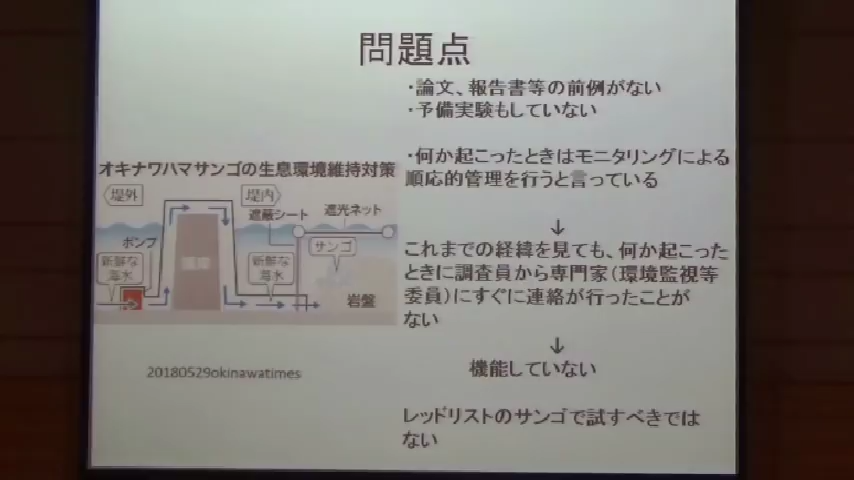 問題点
・論文、報告書等の前例がない
・予備実験もしていない
・何か起こったときはモニタリングによる
順応的管理を行うと言っている
↓
これまでの経緯を見ても、何か起こった
ときに調査員から専門家(環境監視等
委員)にすぐに連絡が行ったことが
ない
↓
機能していない
レッドリストのサンゴで試すべきでは
ない
オキナワハマサンゴの生息環境維持対策
堤外
堤内
遮蔽シート
遮光ネット
ポンプ
サンゴ
新鮮な
海水
新鮮な
海水
岩盤
20180529okinawatimes